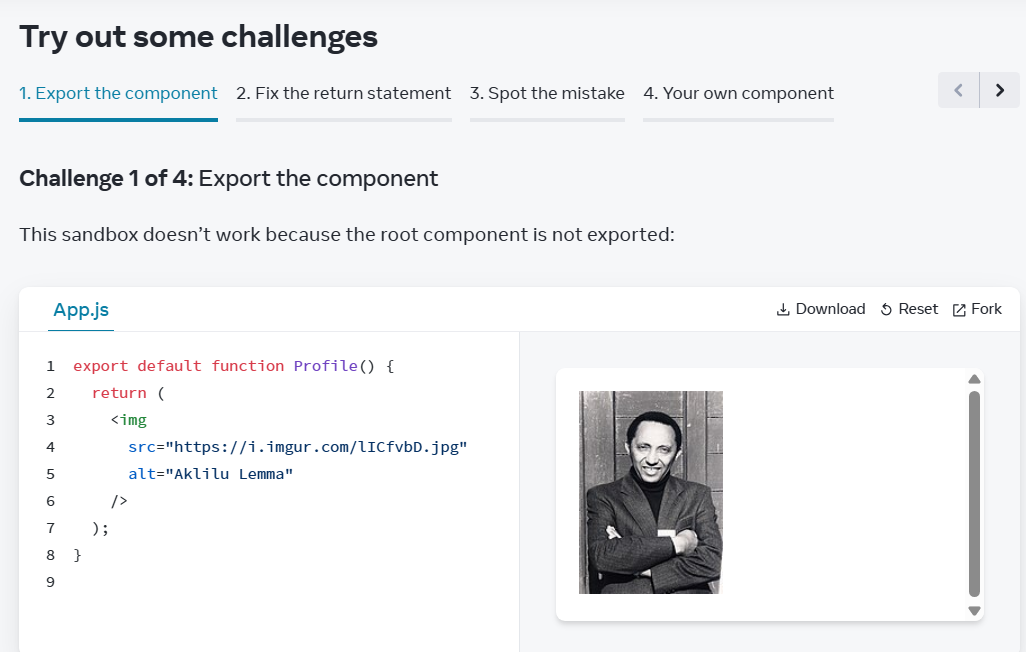 Try out some challenges
1. Export the component 2. Fix the return statement 3. Spot the mistake 4. Your own component
Challenge 1 of 4: Export the component
This sandbox doesn’t work because the root component is not exported:
App.js Download Reset Fork
1 export default function Profile() {
2   return (
3     <img
4       src="https://i.imgur.com/lICfvbD.jpg"
5       alt="Aklilu Lemma"
6     />
7   );
8 }
9